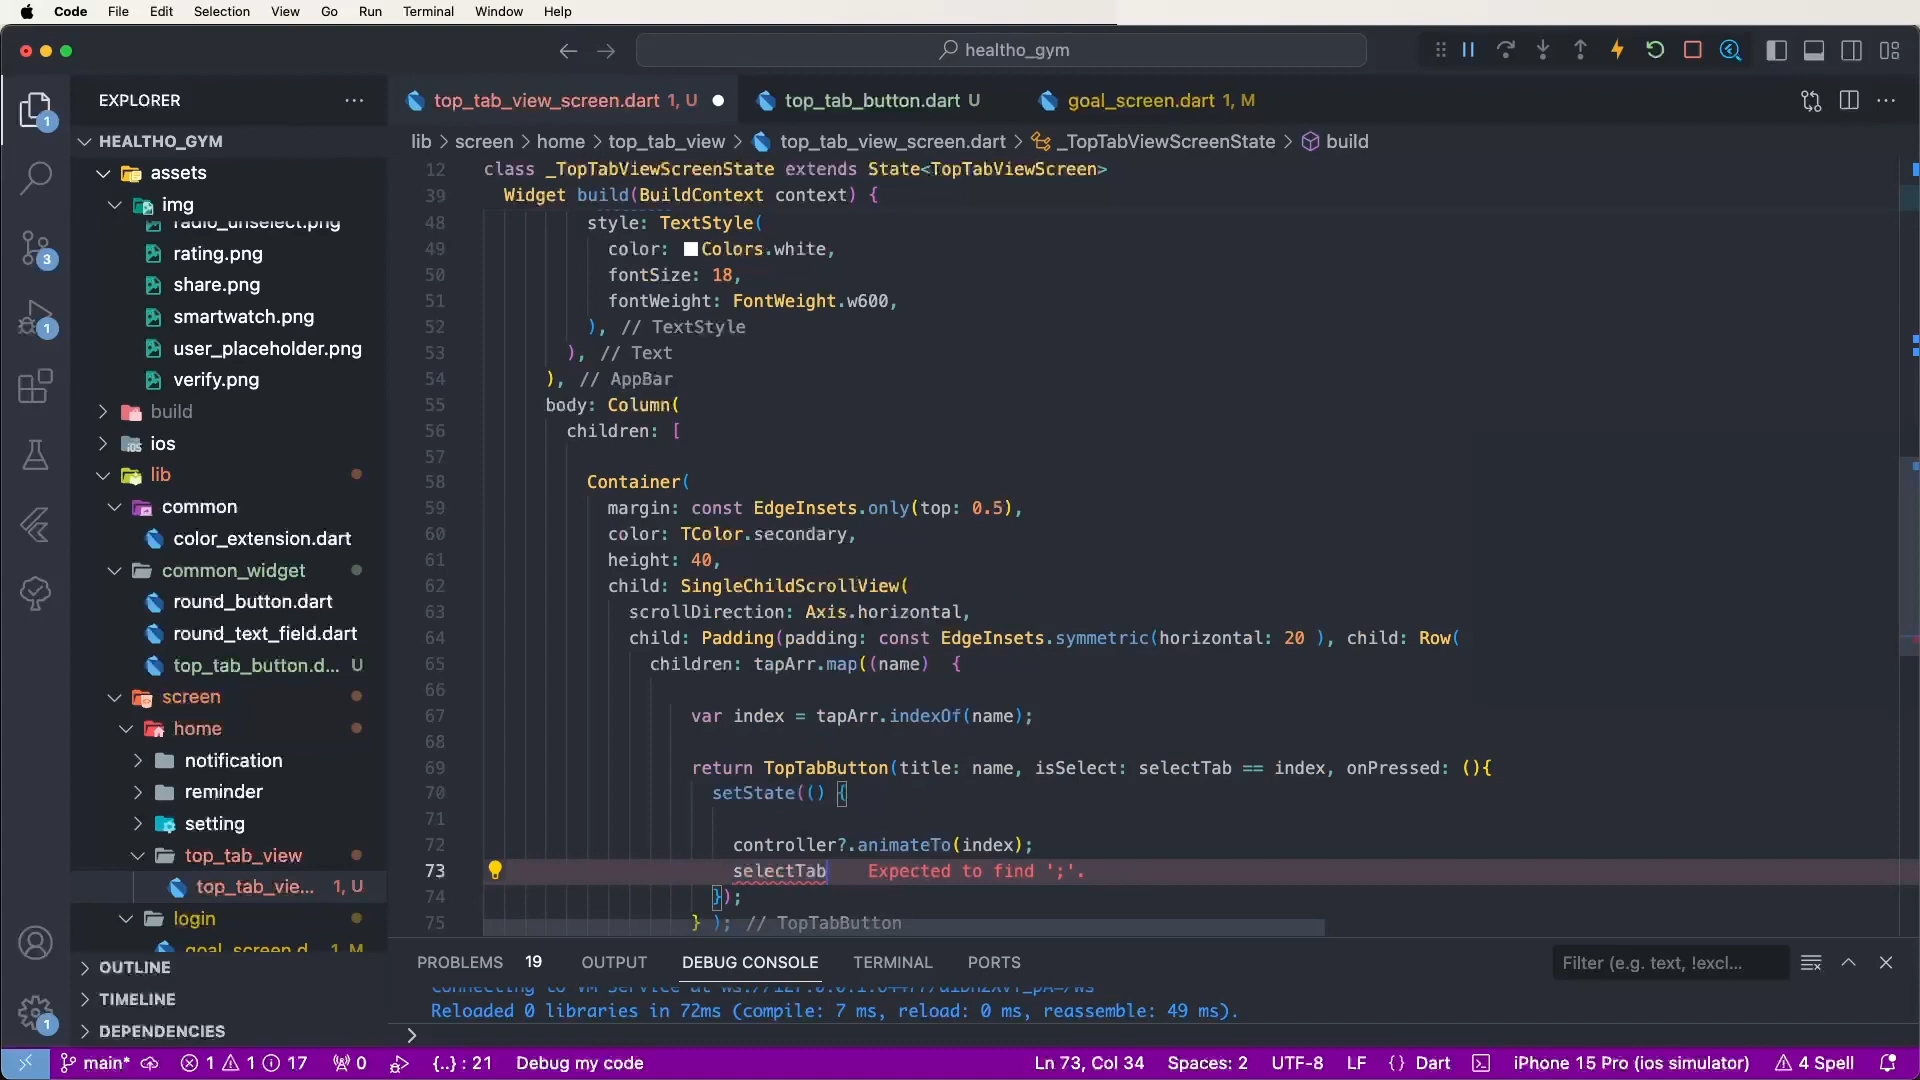 Code File Edit Selection View Go Run Terminal Window Help
healtho_gym
EXPLORER
top_tab_view_screen.dart 1, U
top_tab_button.dart U
goal_screen.dart 1, M
HEALTHO_GYM
lib > screen > home > top_tab_view > top_tab_view_screen.dart > _TopTabViewScreenState > build
assets
img
radio_unselect.png
rating.png
share.png
smartwatch.png
user_placeholder.png
verify.png
build
ios
lib
common
color_extension.dart
common_widget
round_button.dart
round_text_field.dart
top_tab_button.d... U
screen
home
notification
reminder
setting
top_tab_view
top_tab_vie... 1, U
login
goal_screen.d... 1, M
OUTLINE
TIMELINE
DEPENDENCIES
12 class _TopTabViewScreenState extends State<TopTabViewScreen>
39 Widget build(BuildContext context) {
48 style: TextStyle(
49 color: Colors.white,
50 fontSize: 18,
51 fontWeight: FontWeight.w600,
52 ), // TextStyle
53 ), // Text
54 ), // AppBar
55 body: Column(
56 children: [
57
58 Container(
59 margin: const EdgeInsets.only(top: 0.5),
60 color: TColor.secondary,
61 height: 40,
62 child: SingleChildScrollView(
63 scrollDirection: Axis.horizontal,
64 child: Padding(padding: const EdgeInsets.symmetric(horizontal: 20 ), child: Row(
65 children: tapArr.map((name)  {
66
67 var index = tapArr.indexOf(name);
68
69 return TopTabButton(title: name, isSelect: selectTab == index, onPressed: (){
70 setState(() {
71
72 controller?.animateTo(index);
73 selectTab Expected to find ';'.
74 });
75 } ); // TopTabButton
PROBLEMS 19 OUTPUT DEBUG CONSOLE TERMINAL PORTS
Filter (e.g. text, !excl...
Reloaded 0 libraries in 72ms (compile: 7 ms, reload: 0 ms, reassemble: 49 ms).
>
main* 1 1 17 0 {..} : 21 Debug my code
Ln 73, Col 34 Spaces: 2 UTF-8 LF {} Dart iPhone 15 Pro (ios simulator) 4 Spell